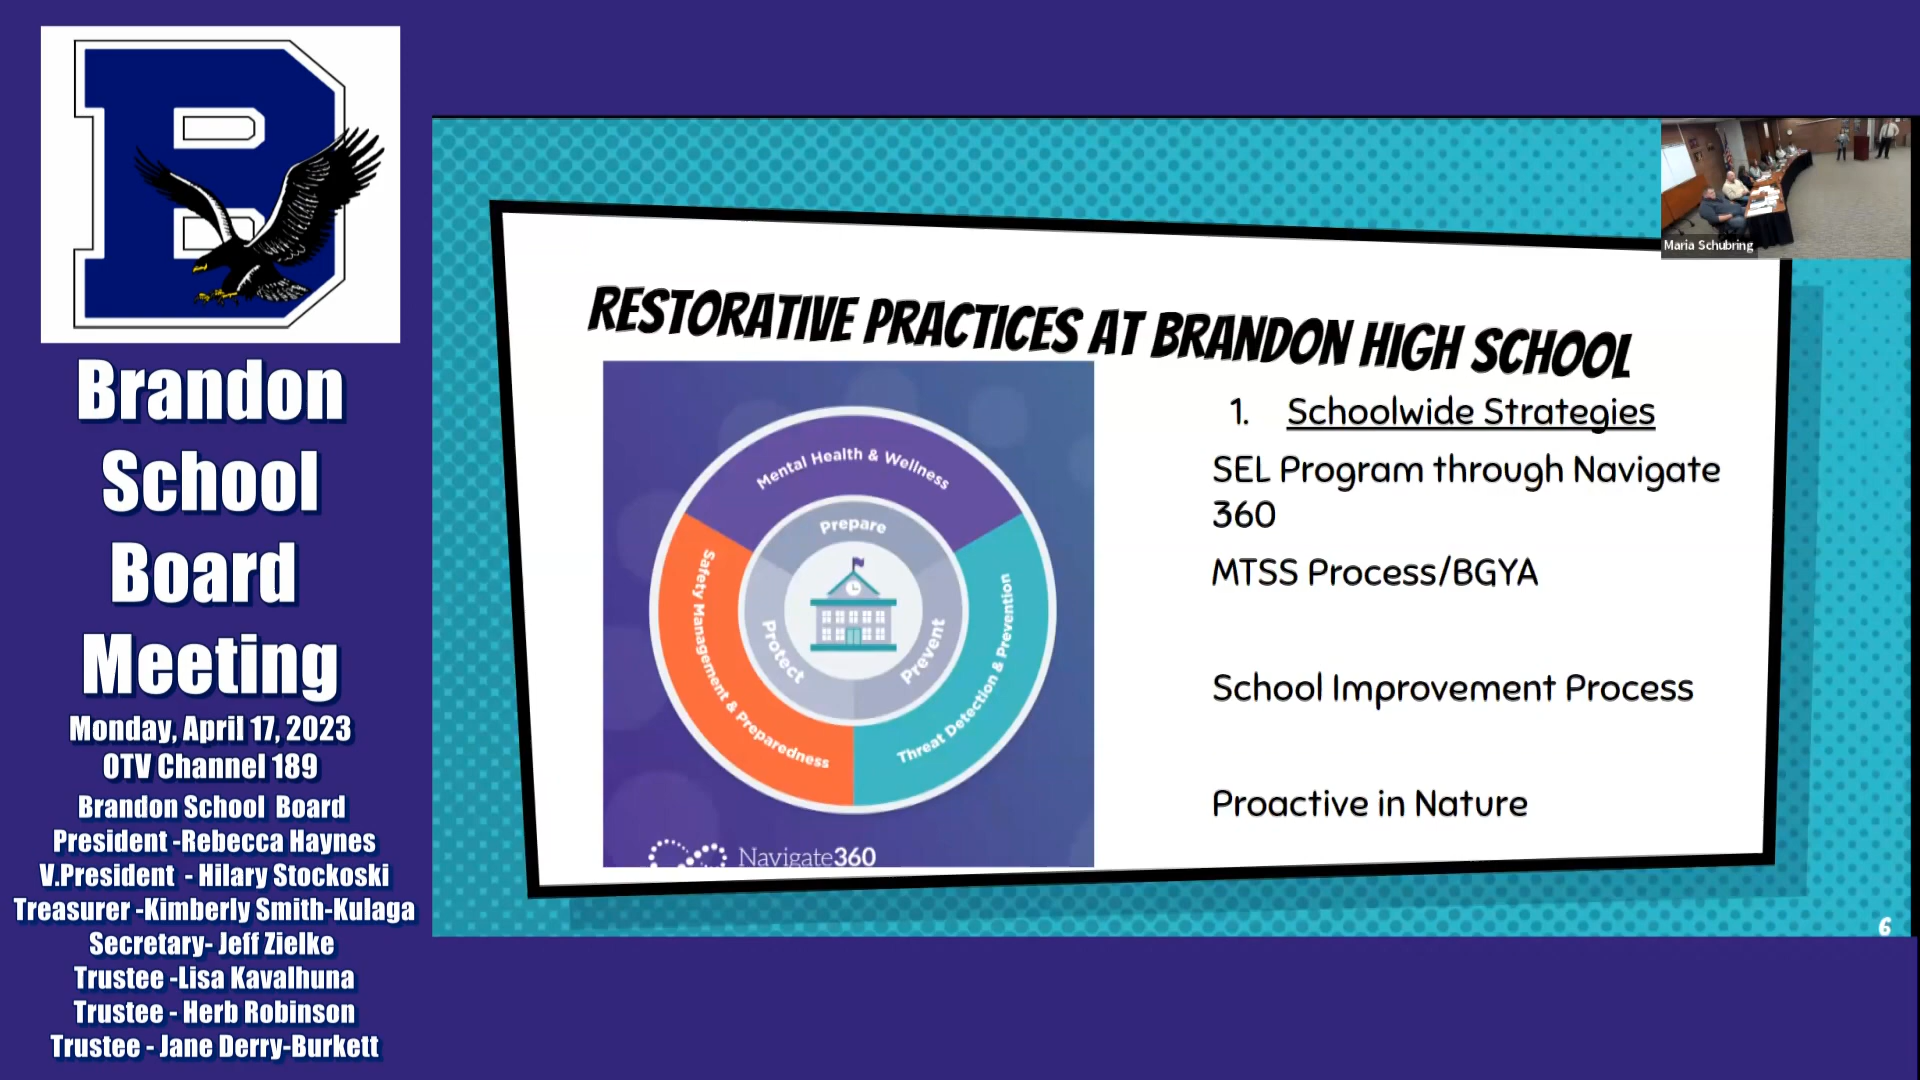 B
Brandon
School
Board
Meeting
Monday, April 17, 2023
OTV Channel 189
Brandon School Board
President -Rebecca Haynes
V.President - Hilary Stockoski
Treasurer -Kimberly Smith-Kulaga
Secretary- Jeff Zielke
Trustee -Lisa Kavalhuna
Trustee - Herb Robinson
Trustee - Jane Derry-Burkett
Maria Schubring
RESTORATIVE PRACTICES AT BRANDON HIGH SCHOOL
Mental Health & Wellness
Safety Management & Preparedness
Threat Detection & Prevention
Prepare
Protect
Prevent
Navigate360
1. Schoolwide Strategies
SEL Program through Navigate
360
MTSS Process/BGYA
School Improvement Process
Proactive in Nature
6